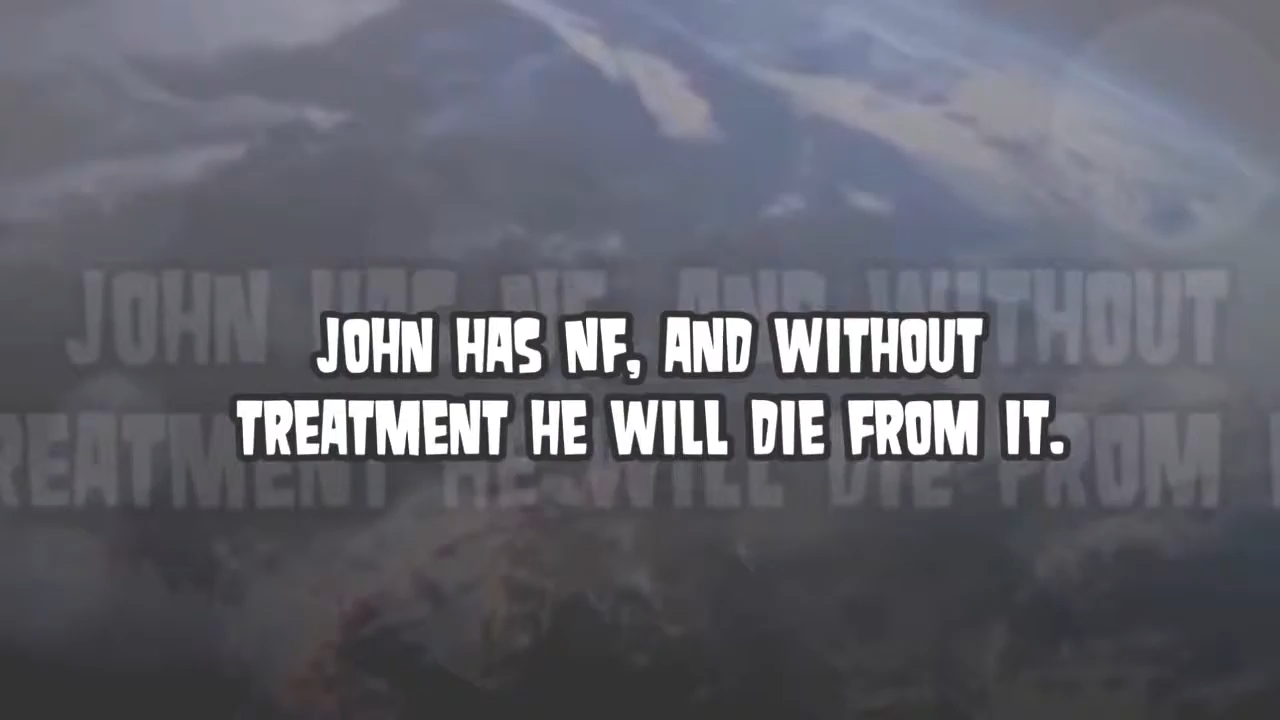 JOHN HAS NF, AND WITHOUT
TREATMENT HE WILL DIE FROM IT.